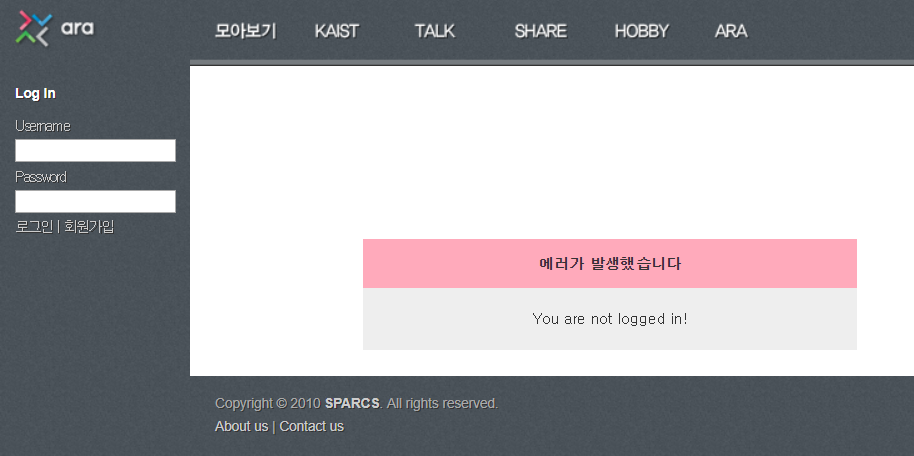 ara
모아보기 KAIST TALK SHARE HOBBY ARA
Log In
Username
Password
로그인 | 회원가입
에러가 발생했습니다
You are not logged in!
Copyright © 2010 SPARCS. All rights reserved.
About us | Contact us